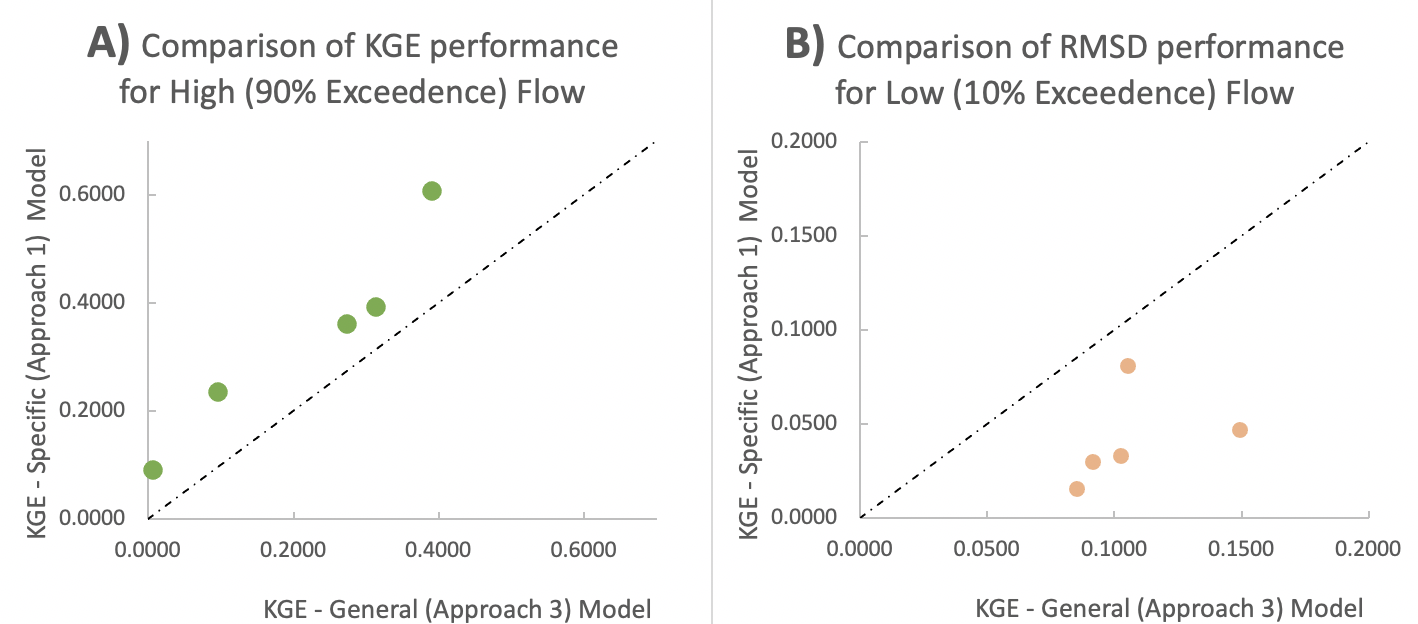 A) Comparison of KGE performance
for High (90% Exceedence) Flow
KGE - Specific (Approach 1) Model
0.6000
0.4000
0.2000
0.0000
0.0000 0.2000 0.4000 0.6000
KGE - General (Approach 3) Model
B) Comparison of RMSD performance
for Low (10% Exceedence) Flow
KGE - Specific (Approach 1) Model
0.2000
0.1500
0.1000
0.0500
0.0000
0.0000 0.0500 0.1000 0.1500 0.2000
KGE - General (Approach 3) Model